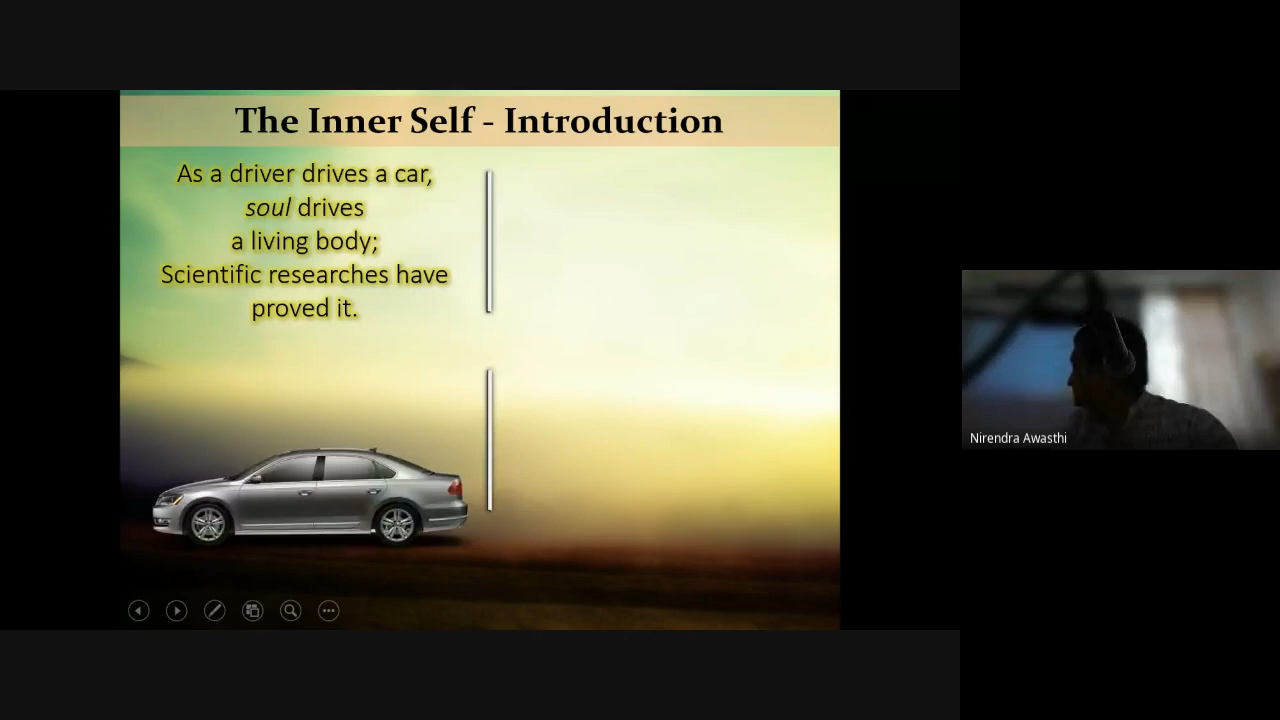 The Inner Self - Introduction
As a driver drives a car,
soul drives
a living body;
Scientific researches have
proved it.
Nirendra Awasthi